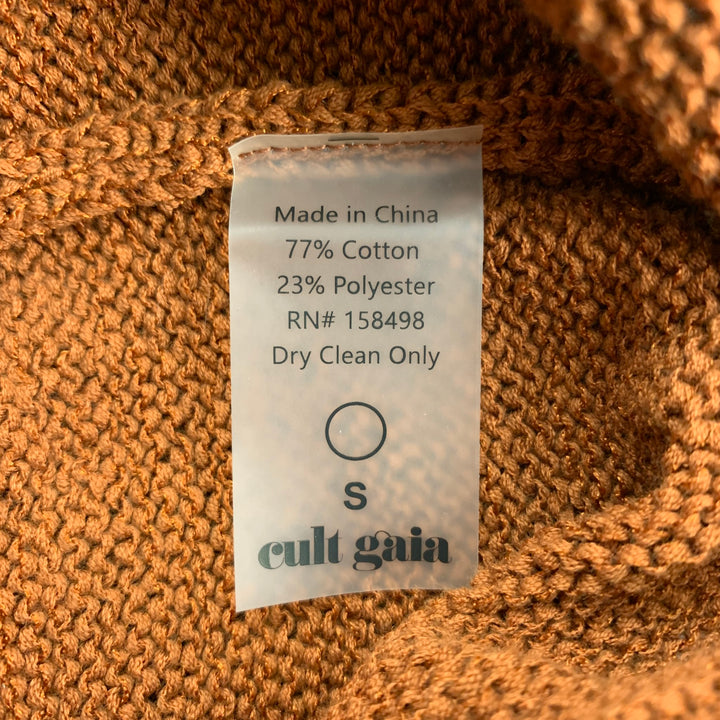 Made in China
77% Cotton
23% Polyester
RN# 158498
Dry Clean Only
S
cult gaia